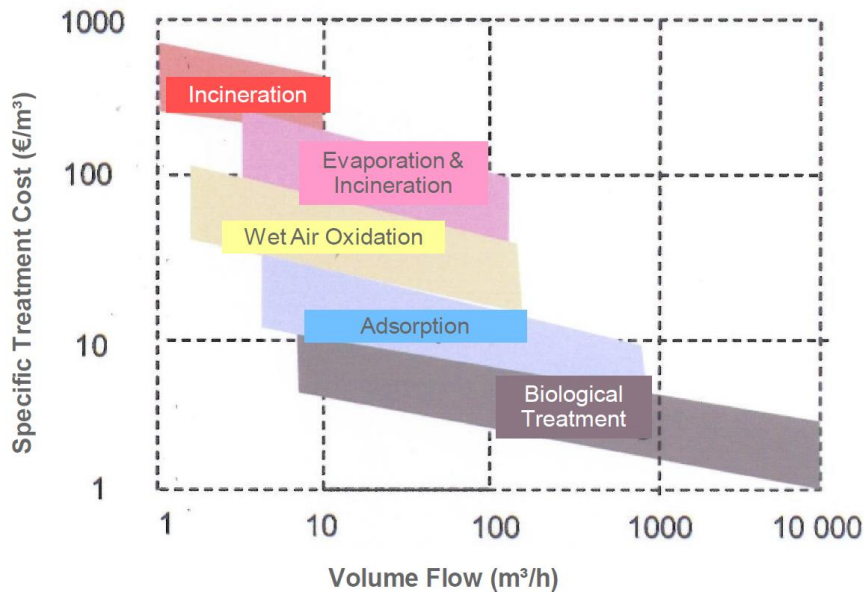 1000
100
10
1
Specific Treatment Cost (€/m³)
Incineration
Evaporation &
Incineration
Wet Air Oxidation
Adsorption
Biological
Treatment
1 10 100 1000 10 000
Volume Flow (m³/h)